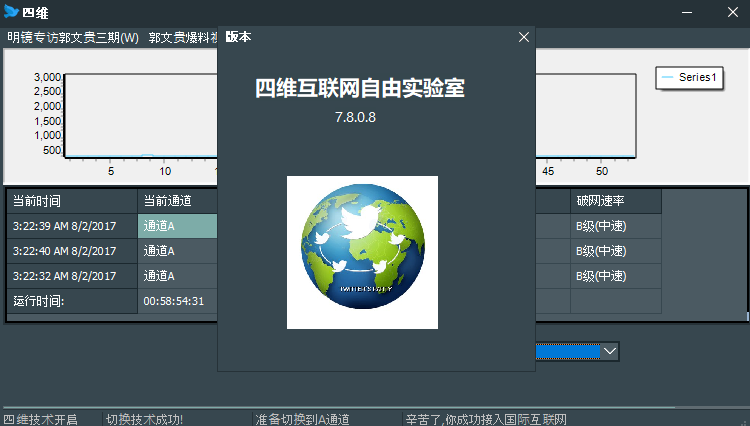 四维
明镜专访郭文贵三期(W) 郭文贵爆料视
版本
四维互联网自由实验室
7.8.0.8
Series1
3,000
2,500
2,000
1,500
1,000
500
5 10 45 50
当前时间 当前通道 破网速率
3:22:39 AM 8/2/2017 通道A B级(中速)
3:22:40 AM 8/2/2017 通道A B级(中速)
3:22:32 AM 8/2/2017 通道A B级(中速)
运行时间: 00:58:54:31
四维技术开启 切换技术成功! 准备切换到A通道 辛苦了,你成功接入国际互联网